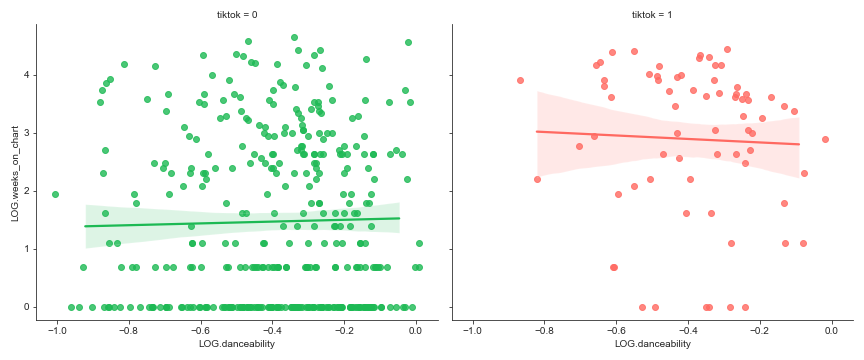 tiktok = 0
tiktok = 1
LOG.weeks_on_chart
4
3
2
1
0
−1.0 −0.8 −0.6 −0.4 −0.2 0.0
−1.0 −0.8 −0.6 −0.4 −0.2 0.0
LOG.danceability
LOG.danceability